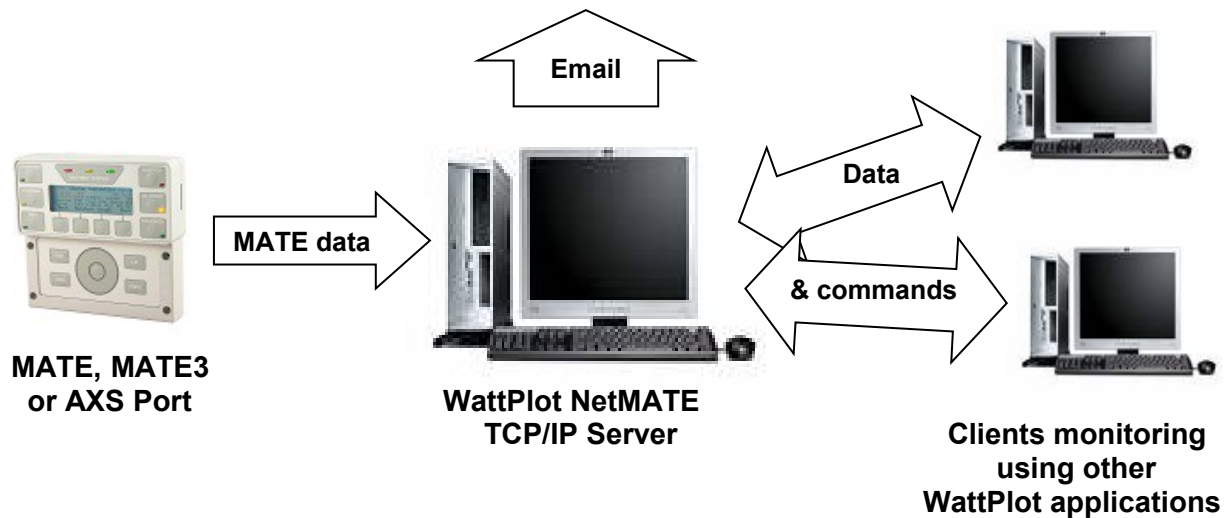 Email
Data
MATE data
& commands
MATE, MATE3
or AXS Port
WattPlot NetMATE
TCP/IP Server
Clients monitoring
using other
WattPlot applications